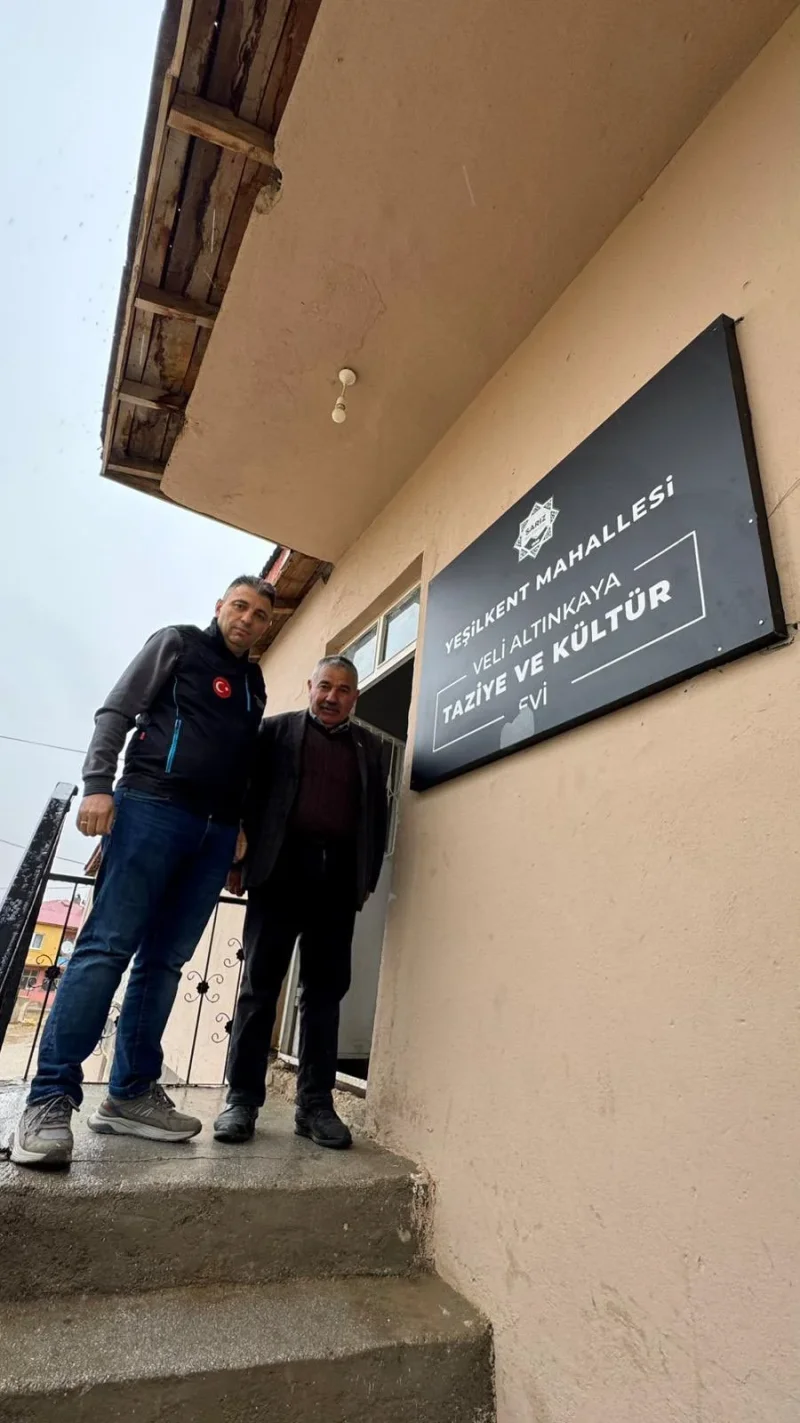 SARIZ
YEŞİLKENT MAHALLESİ
VELİ ALTINKAYA
TAZİYE VE KÜLTÜR
EVİ